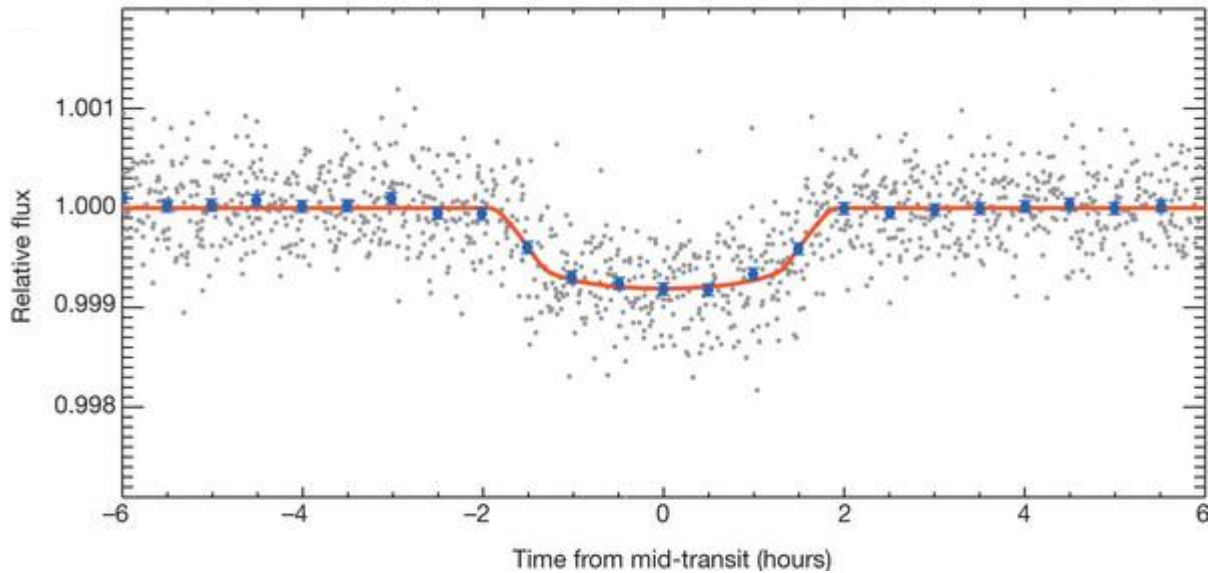 1.001
1.000
0.999
0.998
Relative flux
–6 –4 –2 0 2 4 6
Time from mid-transit (hours)